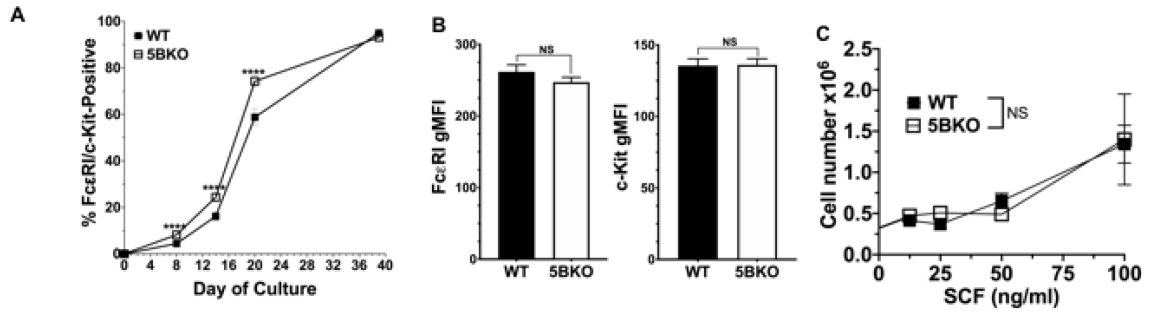 A
% FcεRI/c-Kit-Positive
100
80
60
40
20
0
WT
5BKO
****
****
****
0 4 8 12 16 20 24 28 32 36 40
Day of Culture
B
FcεRI gMFI
300
200
100
0
NS
WT 5BKO
c-Kit gMFI
150
100
50
0
NS
WT 5BKO
C
Cell number x10⁶
2.5
2.0
1.5
1.0
0.5
0.0
WT
5BKO
NS
0 25 50 75 100
SCF (ng/ml)